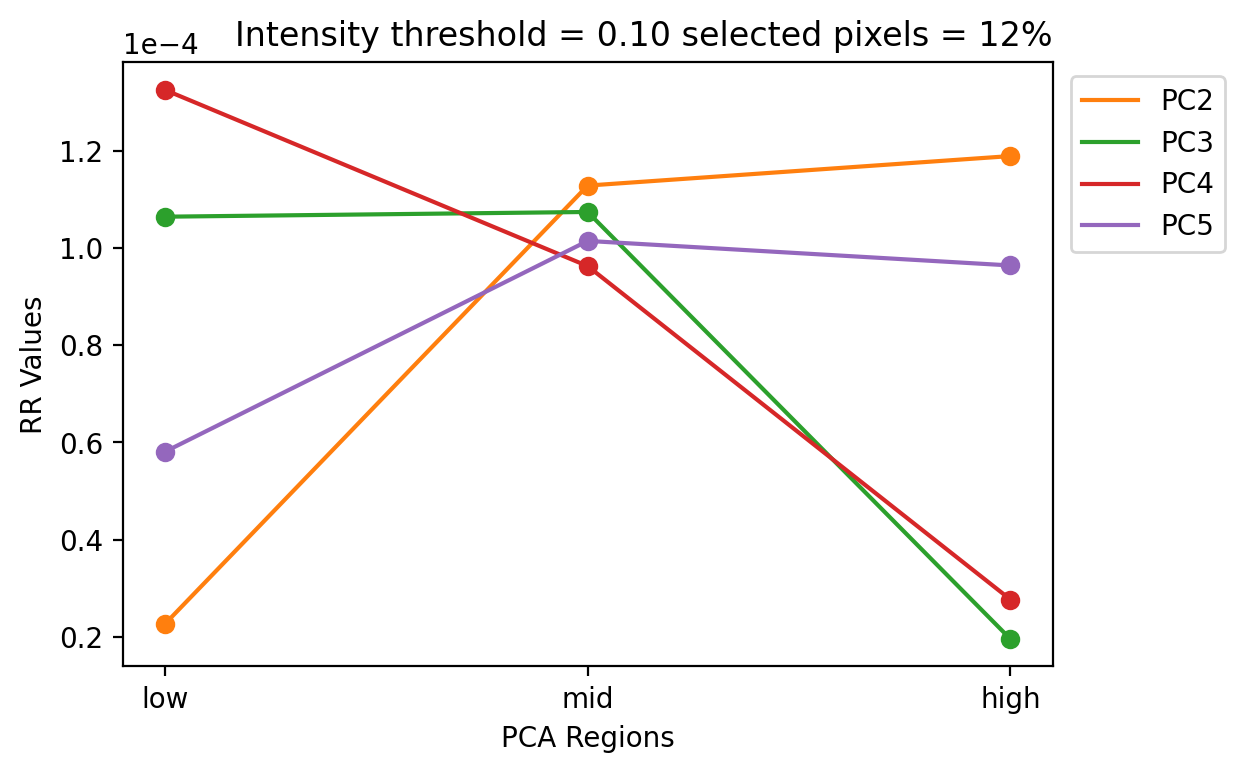 Intensity threshold = 0.10 selected pixels = 12%
1e−4
1.2
1.0
0.8
0.6
0.4
0.2
RR Values
low
mid
high
PCA Regions
PC2
PC3
PC4
PC5